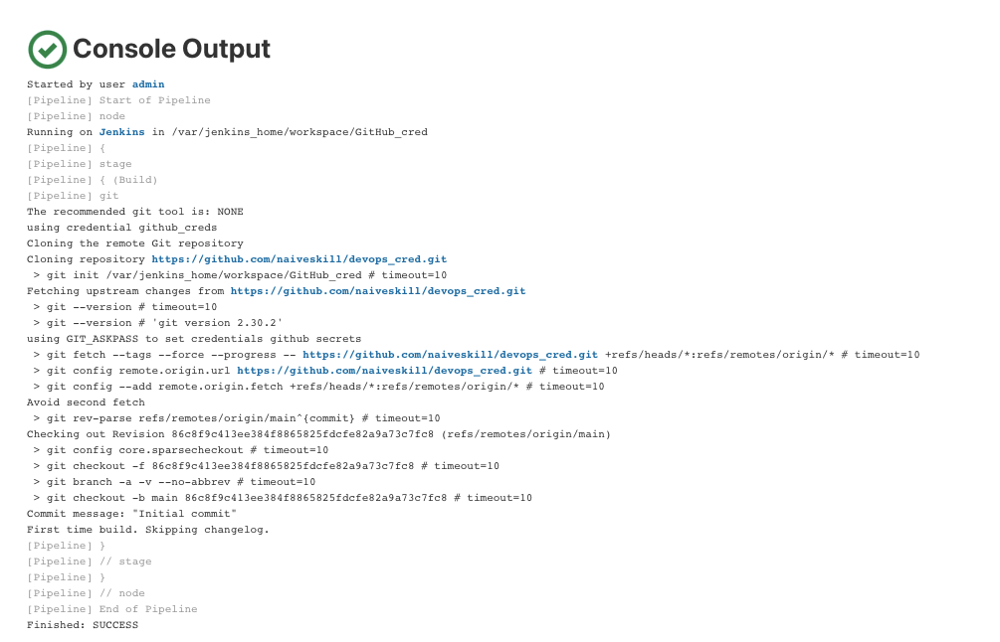 Console Output
Started by user admin
[Pipeline] Start of Pipeline
[Pipeline] node
Running on Jenkins in /var/jenkins_home/workspace/GitHub_cred
[Pipeline] {
[Pipeline] stage
[Pipeline] { (Build)
[Pipeline] git
The recommended git tool is: NONE
using credential github_creds
Cloning the remote Git repository
Cloning repository https://github.com/naiveskill/devops_cred.git
 > git init /var/jenkins_home/workspace/GitHub_cred # timeout=10
Fetching upstream changes from https://github.com/naiveskill/devops_cred.git
 > git --version # timeout=10
 > git --version # 'git version 2.30.2'
using GIT_ASKPASS to set credentials github secrets
 > git fetch --tags --force --progress -- https://github.com/naiveskill/devops_cred.git +refs/heads/*:refs/remotes/origin/* # timeout=10
 > git config remote.origin.url https://github.com/naiveskill/devops_cred.git # timeout=10
 > git config --add remote.origin.fetch +refs/heads/*:refs/remotes/origin/* # timeout=10
Avoid second fetch
 > git rev-parse refs/remotes/origin/main^{commit} # timeout=10
Checking out Revision 86c8f9c413ee384f8865825fdcfe82a9a73c7fc8 (refs/remotes/origin/main)
 > git config core.sparsecheckout # timeout=10
 > git checkout -f 86c8f9c413ee384f8865825fdcfe82a9a73c7fc8 # timeout=10
 > git branch -a -v --no-abbrev # timeout=10
 > git checkout -b main 86c8f9c413ee384f8865825fdcfe82a9a73c7fc8 # timeout=10
Commit message: "Initial commit"
First time build. Skipping changelog.
[Pipeline] }
[Pipeline] // stage
[Pipeline] }
[Pipeline] // node
[Pipeline] End of Pipeline
Finished: SUCCESS